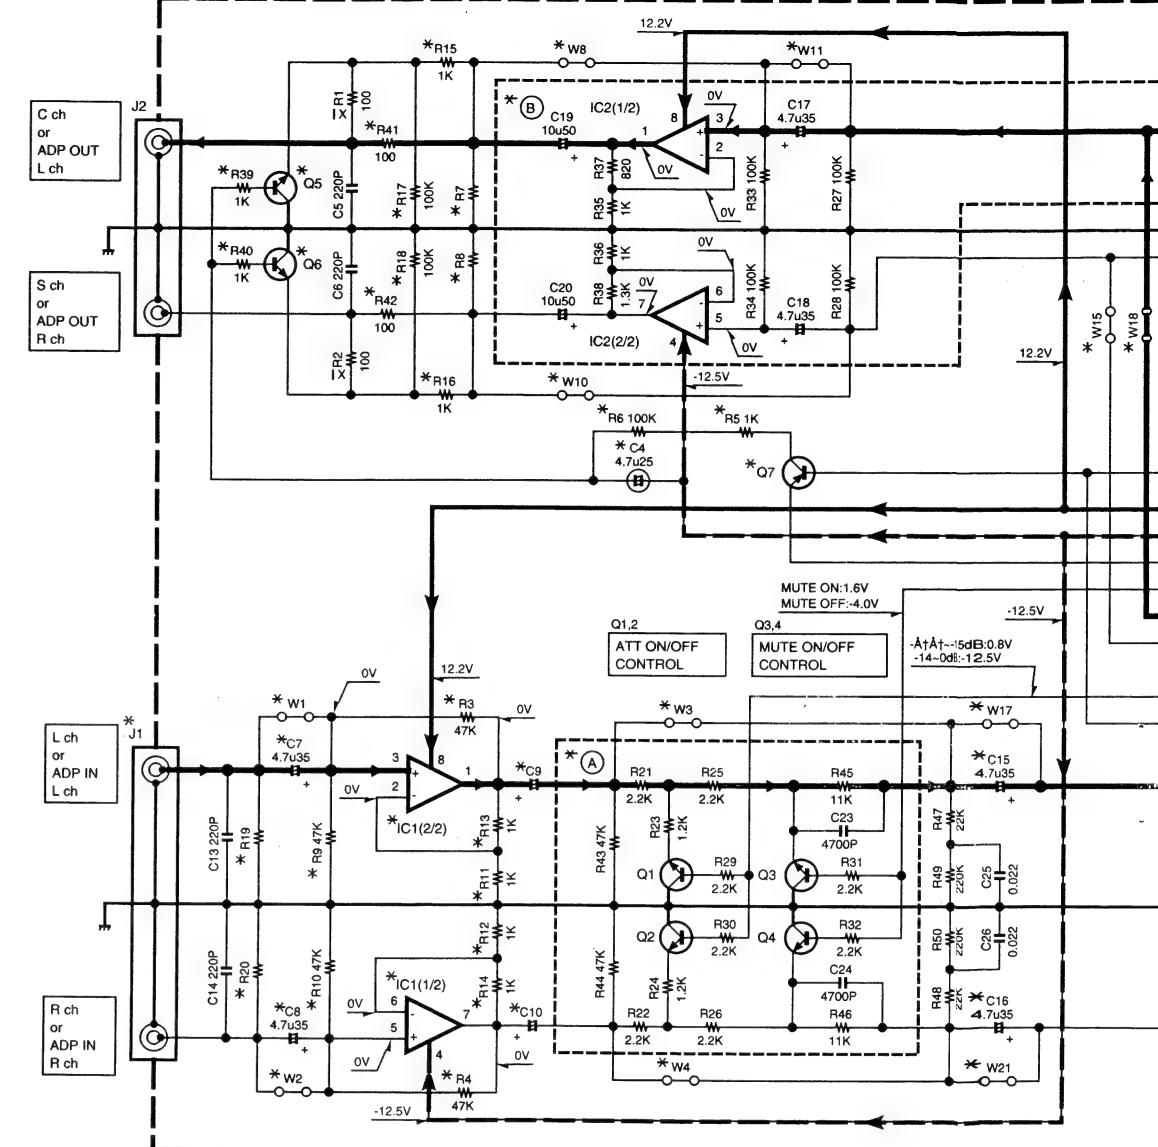 12.2V
*R15
1K
*W8
*W11
C ch
or
ADP OUT
L ch
J2
R1
1X
100
*R41
100
*B
C19
10u50
IC2(1/2)
0V
8
3
C17
4.7u35
1
+
-
2
0V
R37
820
*R39
1K
*Q5
C5 220P
*R17
100K
*R7
R35
1K
0V
R33 100K
R27 100K
*R40
1K
*Q6
C6 220P
*R18
100K
*R8
R36
1K
0V
S ch
or
ADP OUT
R ch
*R42
100
C20
10u50
R38
1.3K
0V
7
6
-
5
+
R34 100K
C18
4.7u35
R28 100K
*W15
*W18
R2
1X
100
IC2(2/2)
4
0V
12.2V
*R16
1K
*W10
-12.5V
*R6 100K
*R5 1K
*C4
4.7u25
*Q7
MUTE ON:1.6V
MUTE OFF:-4.0V
-12.5V
Q1,2
ATT ON/OFF
CONTROL
Q3,4
MUTE ON/OFF
CONTROL
-Å†Å†~-15dB:0.8V
-14~0dB:-12.5V
0V
12.2V
*W1
*R3
47K
0V
*W3
*W17
*
J1
L ch
or
ADP IN
L ch
*C7
4.7u35
+
3
8
1
2
+
-
0V
*C9
+
*A
R21
2.2K
R25
2.2K
R45
11K
*C15
4.7u35
+
*IC1(2/2)
*R13
1K
R23
1.2K
C23
4700P
R47
22K
C13 220P
*R19
*R9 47K
*R11
1K
R43 47K
Q1
R29
2.2K
Q3
R31
2.2K
R49
220K
C25
0.022
*R12
1K
Q2
R30
2.2K
Q4
R32
2.2K
R50
220K
C26
0.022
C14 220P
*R20
*R10 47K
*IC1(1/2)
*R14
1K
R44 47K
R24
1.2K
C24
4700P
R48
22K
R ch
or
ADP IN
R ch
*C8
4.7u35
+
0V
6
-
5
+
7
4
0V
*C10
+
R22
2.2K
R26
2.2K
R46
11K
*C16
4.7u35
+
0V
*W2
*R4
47K
*W4
*W21
-12.5V